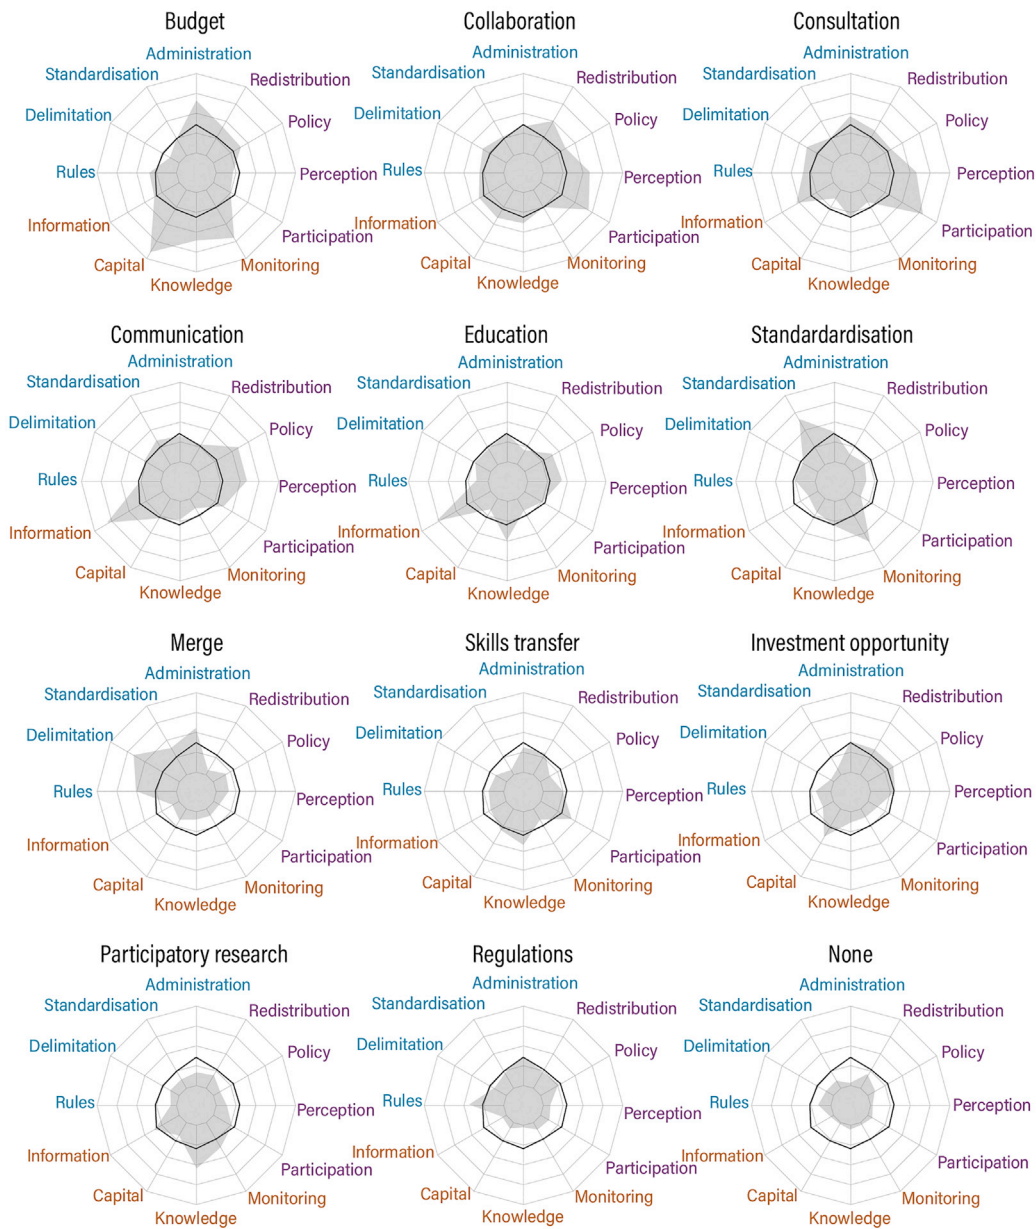 Budget
Administration
Standardisation
Redistribution
Delimitation
Policy
Rules
Perception
Information
Participation
Capital
Monitoring
Knowledge
Collaboration
Administration
Standardisation
Redistribution
Delimitation
Policy
Rules
Perception
Information
Participation
Capital
Monitoring
Knowledge
Consultation
Administration
Standardisation
Redistribution
Delimitation
Policy
Rules
Perception
Information
Participation
Capital
Monitoring
Knowledge
Communication
Administration
Standardisation
Redistribution
Delimitation
Policy
Rules
Perception
Information
Participation
Capital
Monitoring
Knowledge
Education
Administration
Standardisation
Redistribution
Delimitation
Policy
Rules
Perception
Information
Participation
Capital
Monitoring
Knowledge
Standardardisation
Administration
Standardisation
Redistribution
Delimitation
Policy
Rules
Perception
Information
Participation
Capital
Monitoring
Knowledge
Merge
Administration
Standardisation
Redistribution
Delimitation
Policy
Rules
Perception
Information
Participation
Capital
Monitoring
Knowledge
Skills transfer
Administration
Standardisation
Redistribution
Delimitation
Policy
Rules
Perception
Information
Participation
Capital
Monitoring
Knowledge
Investment opportunity
Administration
Standardisation
Redistribution
Delimitation
Policy
Rules
Perception
Information
Participation
Capital
Monitoring
Knowledge
Participatory research
Administration
Standardisation
Redistribution
Delimitation
Policy
Rules
Perception
Information
Participation
Capital
Monitoring
Knowledge
Regulations
Administration
Standardisation
Redistribution
Delimitation
Policy
Rules
Perception
Information
Participation
Capital
Monitoring
Knowledge
None
Administration
Standardisation
Redistribution
Delimitation
Policy
Rules
Perception
Information
Participation
Capital
Monitoring
Knowledge